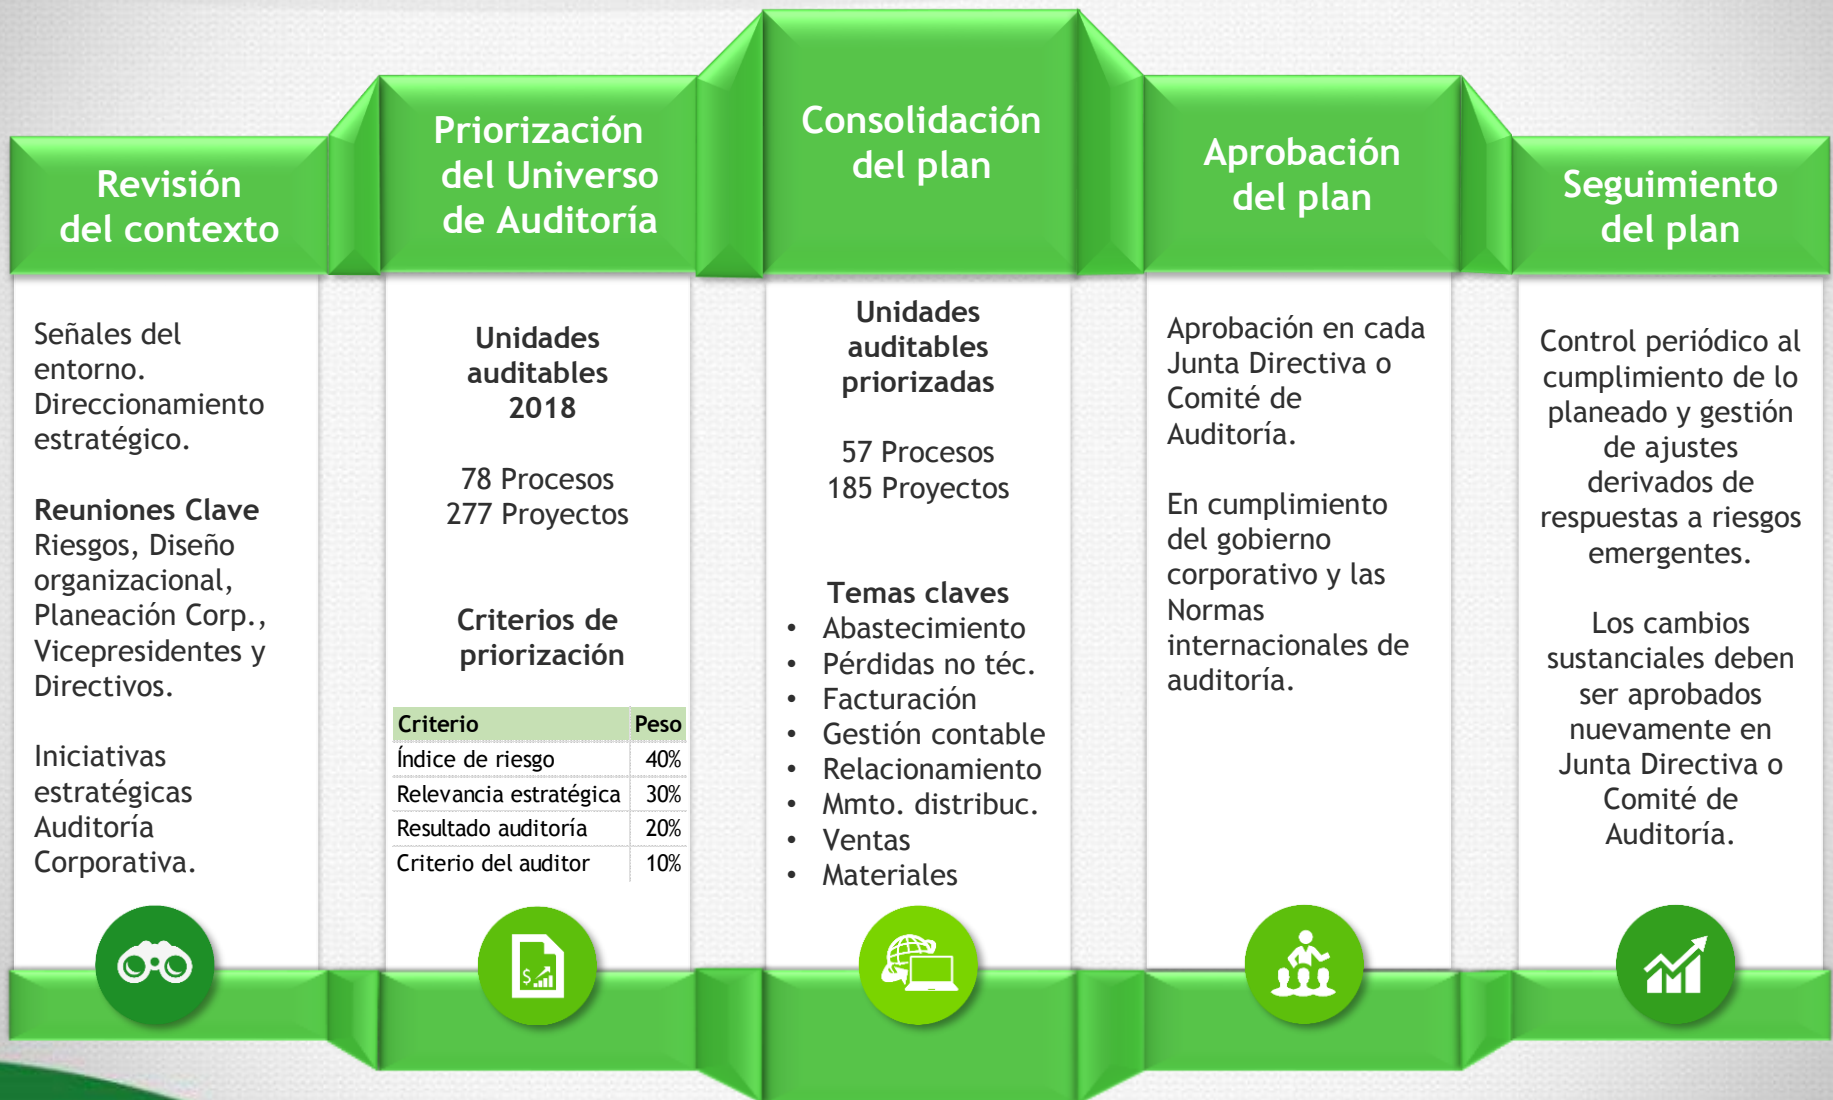 Revisión
del contexto
Señales del
entorno.
Direccionamiento
estratégico.
Reuniones Clave
Riesgos, Diseño
organizacional,
Planeación Corp.,
Vicepresidentes y
Directivos.
Iniciativas
estratégicas
Auditoría
Corporativa.
Priorización
del Universo
de Auditoría
Unidades
auditables
2018
78 Procesos
277 Proyectos
Criterios de
priorización
Criterio Peso
Índice de riesgo 40%
Relevancia estratégica 30%
Resultado auditoría 20%
Criterio del auditor 10%
Consolidación
del plan
Unidades
auditables
priorizadas
57 Procesos
185 Proyectos
Temas claves
• Abastecimiento
• Pérdidas no téc.
• Facturación
• Gestión contable
• Relacionamiento
• Mmto. distribuc.
• Ventas
• Materiales
Aprobación
del plan
Aprobación en cada
Junta Directiva o
Comité de
Auditoría.
En cumplimiento
del gobierno
corporativo y las
Normas
internacionales de
auditoría.
Seguimiento
del plan
Control periódico al
cumplimiento de lo
planeado y gestión
de ajustes
derivados de
respuestas a riesgos
emergentes.
Los cambios
sustanciales deben
ser aprobados
nuevamente en
Junta Directiva o
Comité de
Auditoría.
$